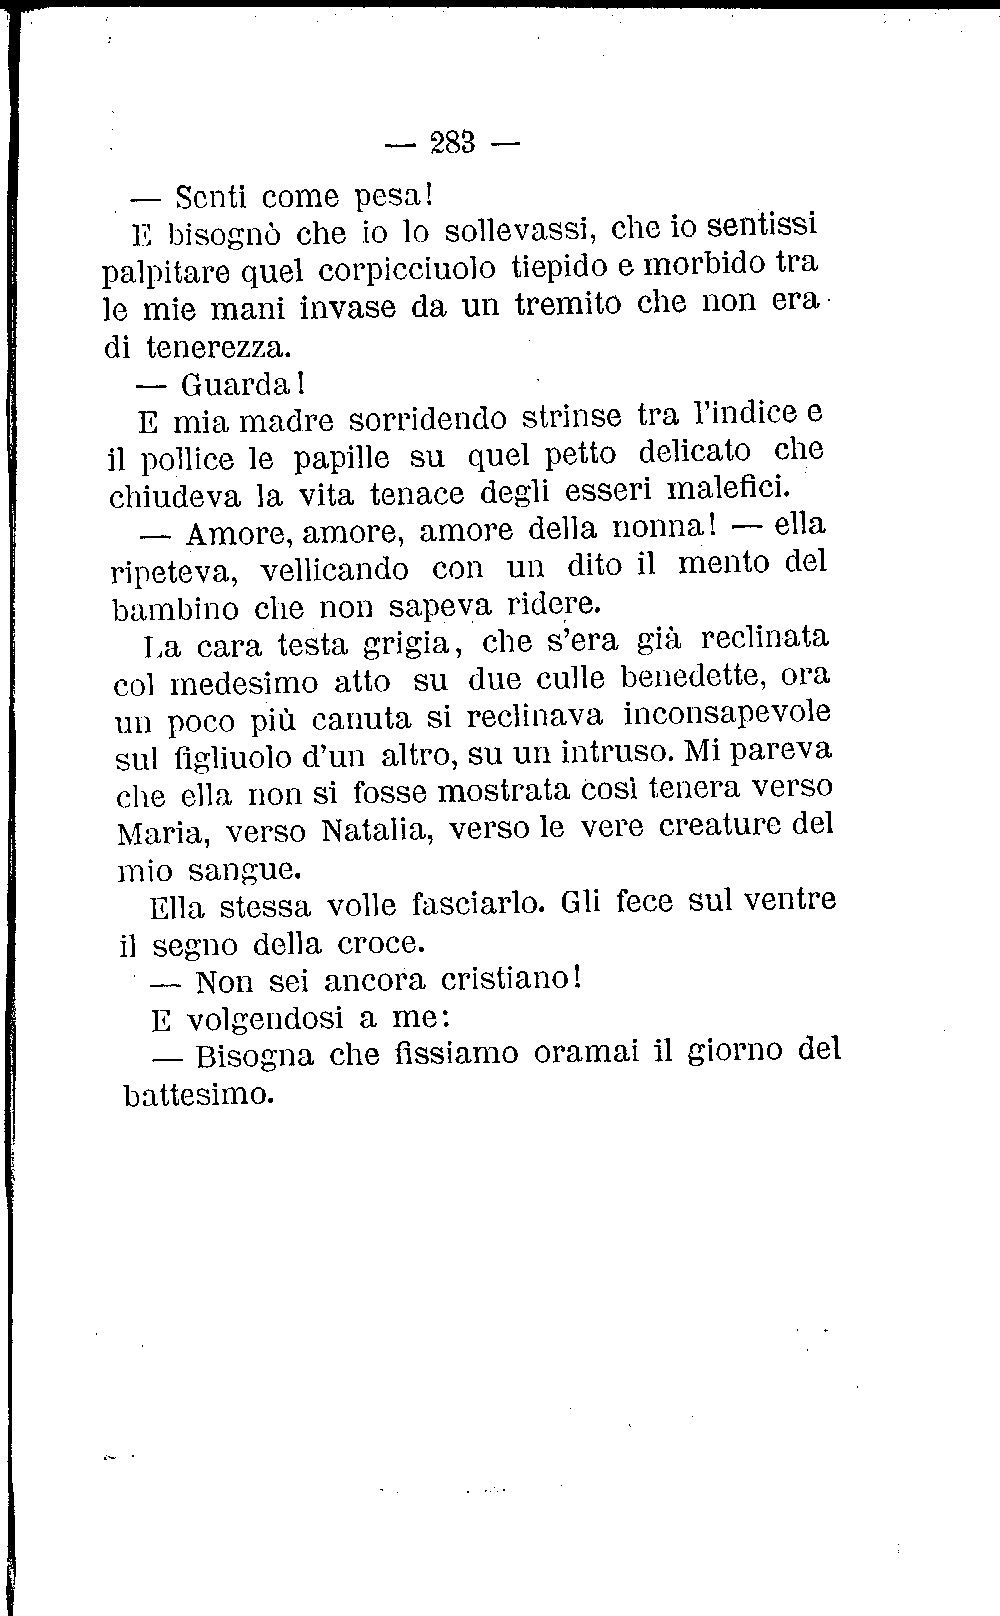 — 283 —
— Senti come pesa!
E bisognò che io lo sollevassi, che io sentissi
palpitare quel corpicciuolo tiepido e morbido tra
le mie mani invase da un tremito che non era
di tenerezza.
— Guarda!
E mia madre sorridendo strinse tra l'indice e
il pollice le papille su quel petto delicato che
chiudeva la vita tenace degli esseri malefici.
— Amore, amore, amore della nonna! — ella
ripeteva, vellicando con un dito il mento del
bambino che non sapeva ridere.
La cara testa grigia, che s'era già reclinata
col medesimo atto su due culle benedette, ora
un poco più canuta si reclinava inconsapevole
sul figliuolo d'un altro, su un intruso. Mi pareva
che ella non si fosse mostrata così tenera verso
Maria, verso Natalia, verso le vere creature del
mio sangue.
Ella stessa volle fasciarlo. Gli fece sul ventre
il segno della croce.
— Non sei ancora cristiano!
E volgendosi a me:
— Bisogna che fissiamo oramai il giorno del
battesimo.